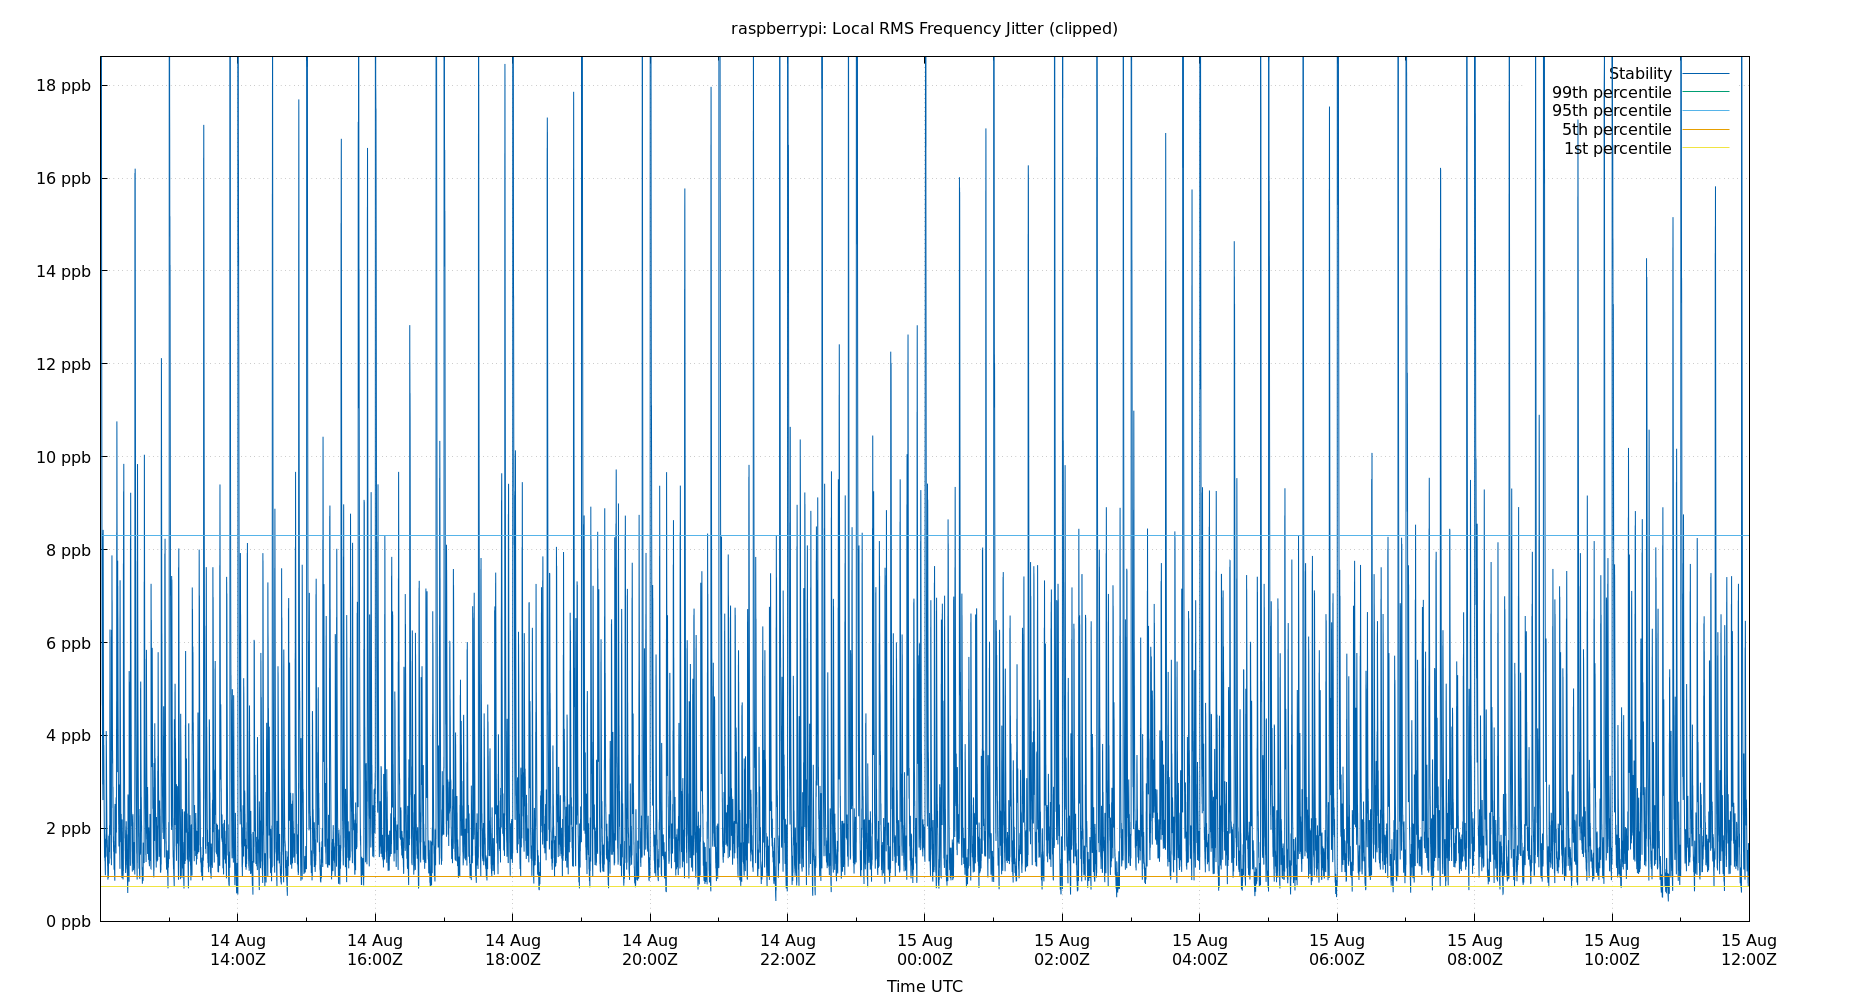 raspberrypi: Local RMS Frequency Jitter (clipped)
18 ppb
16 ppb
14 ppb
12 ppb
10 ppb
8 ppb
6 ppb
4 ppb
2 ppb
0 ppb
Stability
99th percentile
95th percentile
5th percentile
1st percentile
14 Aug 14 Aug 14 Aug 14 Aug 14 Aug 15 Aug 15 Aug 15 Aug 15 Aug 15 Aug 15 Aug 15 Aug
14:00Z 16:00Z 18:00Z 20:00Z 22:00Z 00:00Z 02:00Z 04:00Z 06:00Z 08:00Z 10:00Z 12:00Z
Time UTC